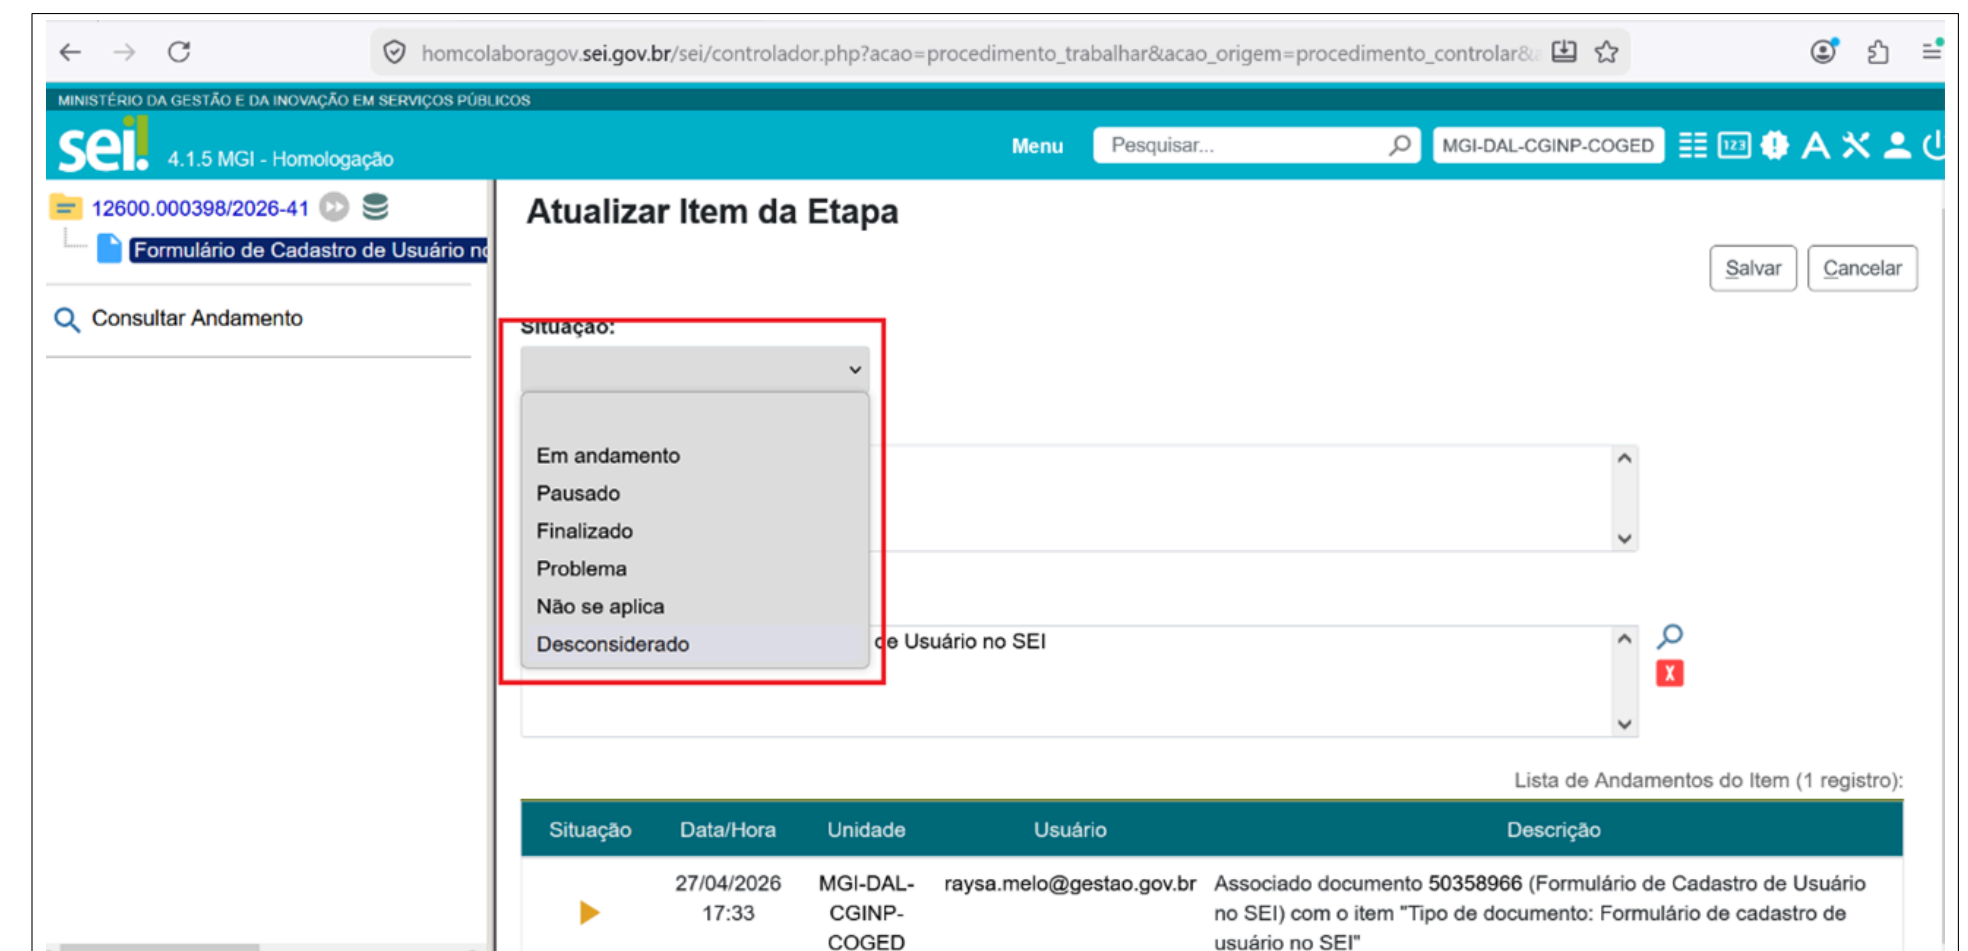 homcolaboragov.sei.gov.br/sei/controlador.php?acao=procedimento_trabalhar&acao_origem=procedimento_controlar&
MINISTÉRIO DA GESTÃO E DA INOVAÇÃO EM SERVIÇOS PÚBLICOS
sei! 4.1.5 MGI - Homologação
Menu
Pesquisar...
MGI-DAL-CGINP-COGED
123
12600.000398/2026-41
Formulário de Cadastro de Usuário no
Consultar Andamento
Atualizar Item da Etapa
Salvar
Cancelar
Situação:
Em andamento
Pausado
Finalizado
Problema
Não se aplica
Desconsiderado
de Usuário no SEI
X
Lista de Andamentos do Item (1 registro):
Situação Data/Hora Unidade Usuário Descrição
27/04/2026 MGI-DAL- raysa.melo@gestao.gov.br Associado documento 50358966 (Formulário de Cadastro de Usuário
17:33 CGINP- no SEI) com o item "Tipo de documento: Formulário de cadastro de
COGED usuário no SEI"